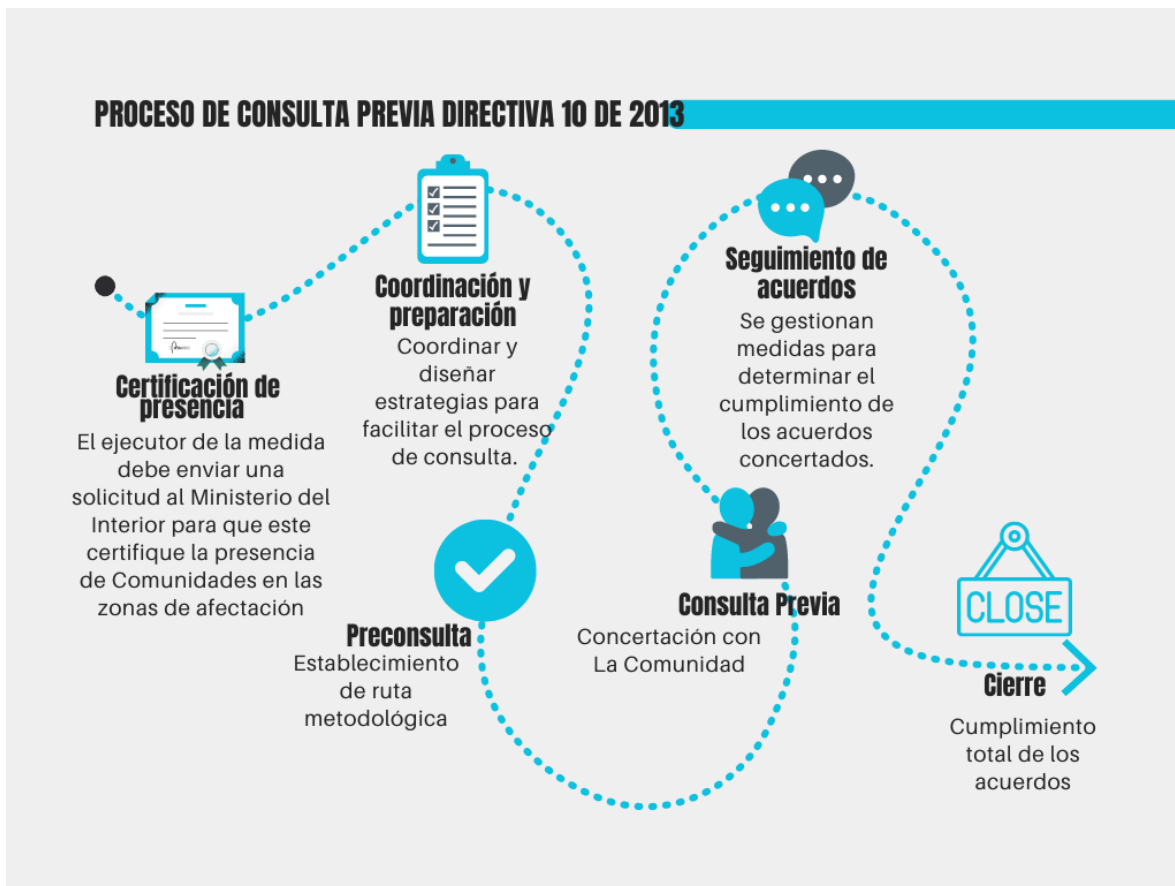 PROCESO DE CONSULTA PREVIA DIRECTIVA 10 DE 2013
Certificación de
presencia
El ejecutor de la medida
debe enviar una
solicitud al Ministerio del
Interior para que este
certifique la presencia
de Comunidades en las
zonas de afectación
Coordinación y
preparación
Coordinar y
diseñar
estrategias para
facilitar el proceso
de consulta.
Preconsulta
Establecimiento
de ruta
metodológica
Consulta Previa
Concertación con
La Comunidad
Seguimiento de
acuerdos
Se gestionan
medidas para
determinar el
cumplimiento de
los acuerdos
concertados.
CLOSE
Cierre
Cumplimiento
total de los
acuerdos